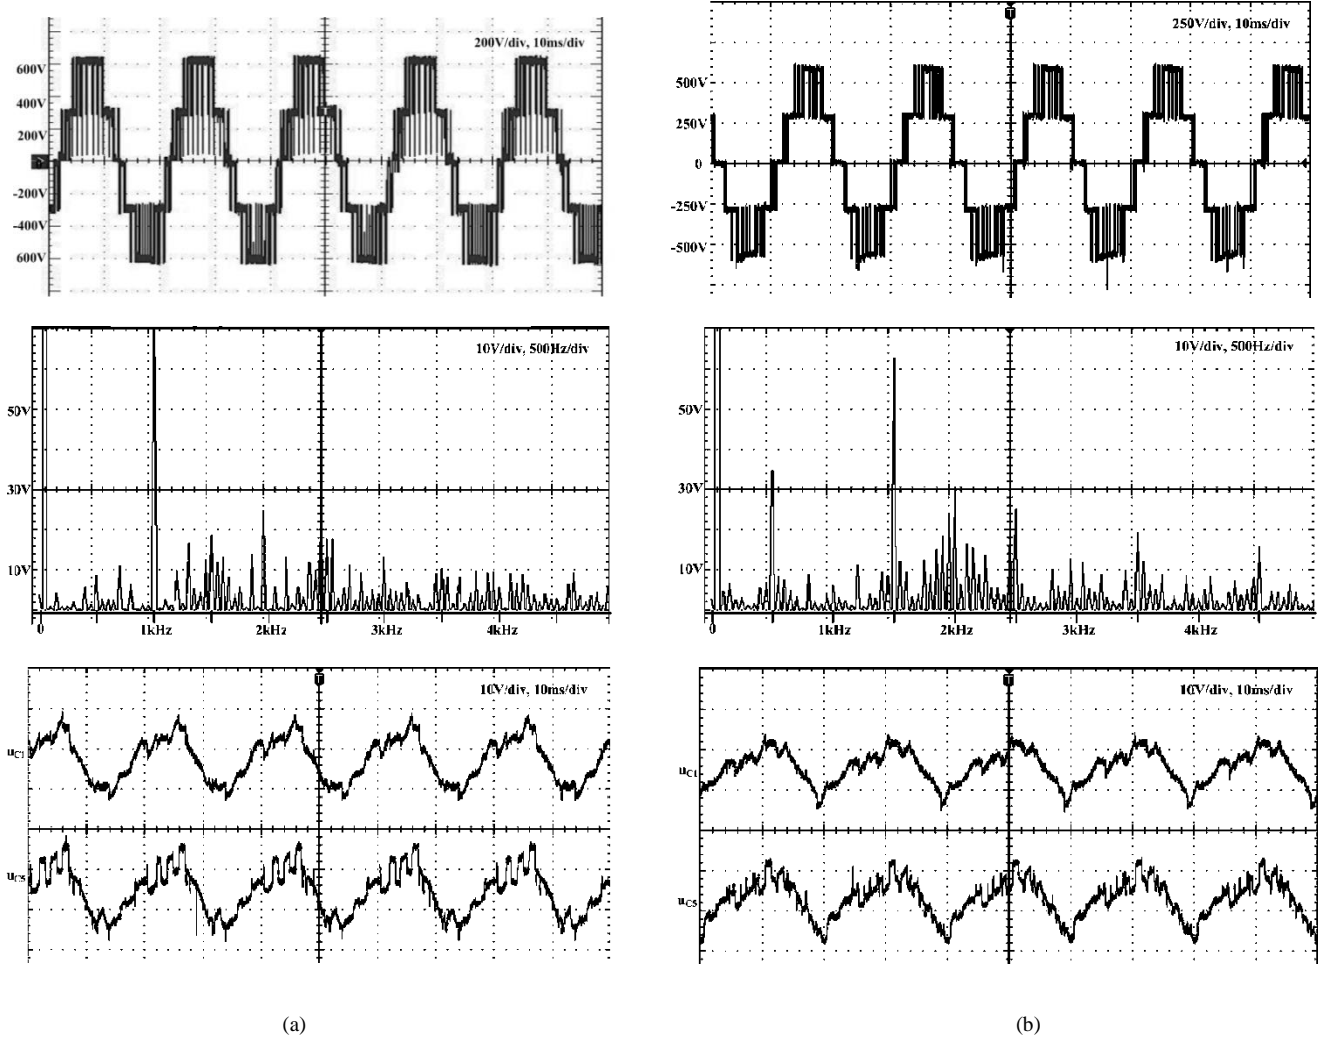 200V/div, 10ms/div
600V
400V
200V
0
-200V
-400V
600V
250V/div, 10ms/div
T
500V
250V
0
-250V
-500V
10V/div, 500Hz/div
50V
30V
10V
0 1kHz 2kHz 3kHz 4kHz
10V/div, 500Hz/div
50V
30V
10V
0 1kHz 2kHz 3kHz 4kHz
10V/div, 10ms/div
T
uC1
uC5
10V/div, 10ms/div
T
uC1
uC5
(a)
(b)